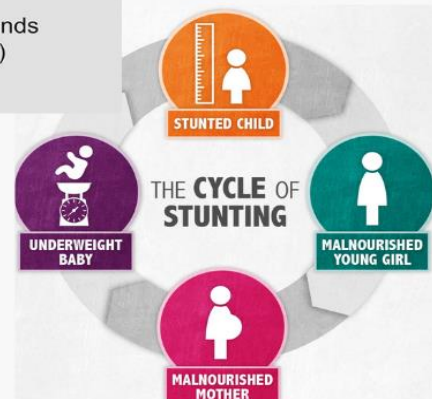 nds
)
STUNTED CHILD
THE CYCLE OF
STUNTING
UNDERWEIGHT
BABY
MALNOURISHED
YOUNG GIRL
MALNOURISHED
MOTHER